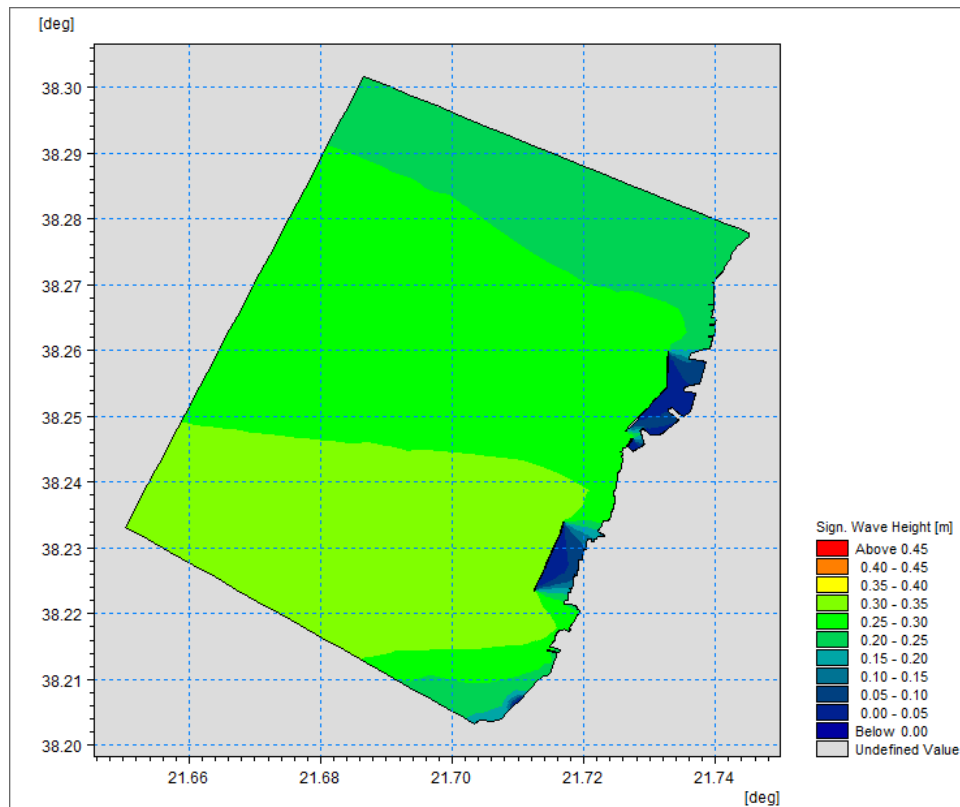 [deg]
38.30
38.29
38.28
38.27
38.26
38.25
38.24
38.23
38.22
38.21
38.20
21.66 21.68 21.70 21.72 21.74
[deg]
Sign. Wave Height [m]
Above 0.45
0.40 - 0.45
0.35 - 0.40
0.30 - 0.35
0.25 - 0.30
0.20 - 0.25
0.15 - 0.20
0.10 - 0.15
0.05 - 0.10
0.00 - 0.05
Below 0.00
Undefined Value